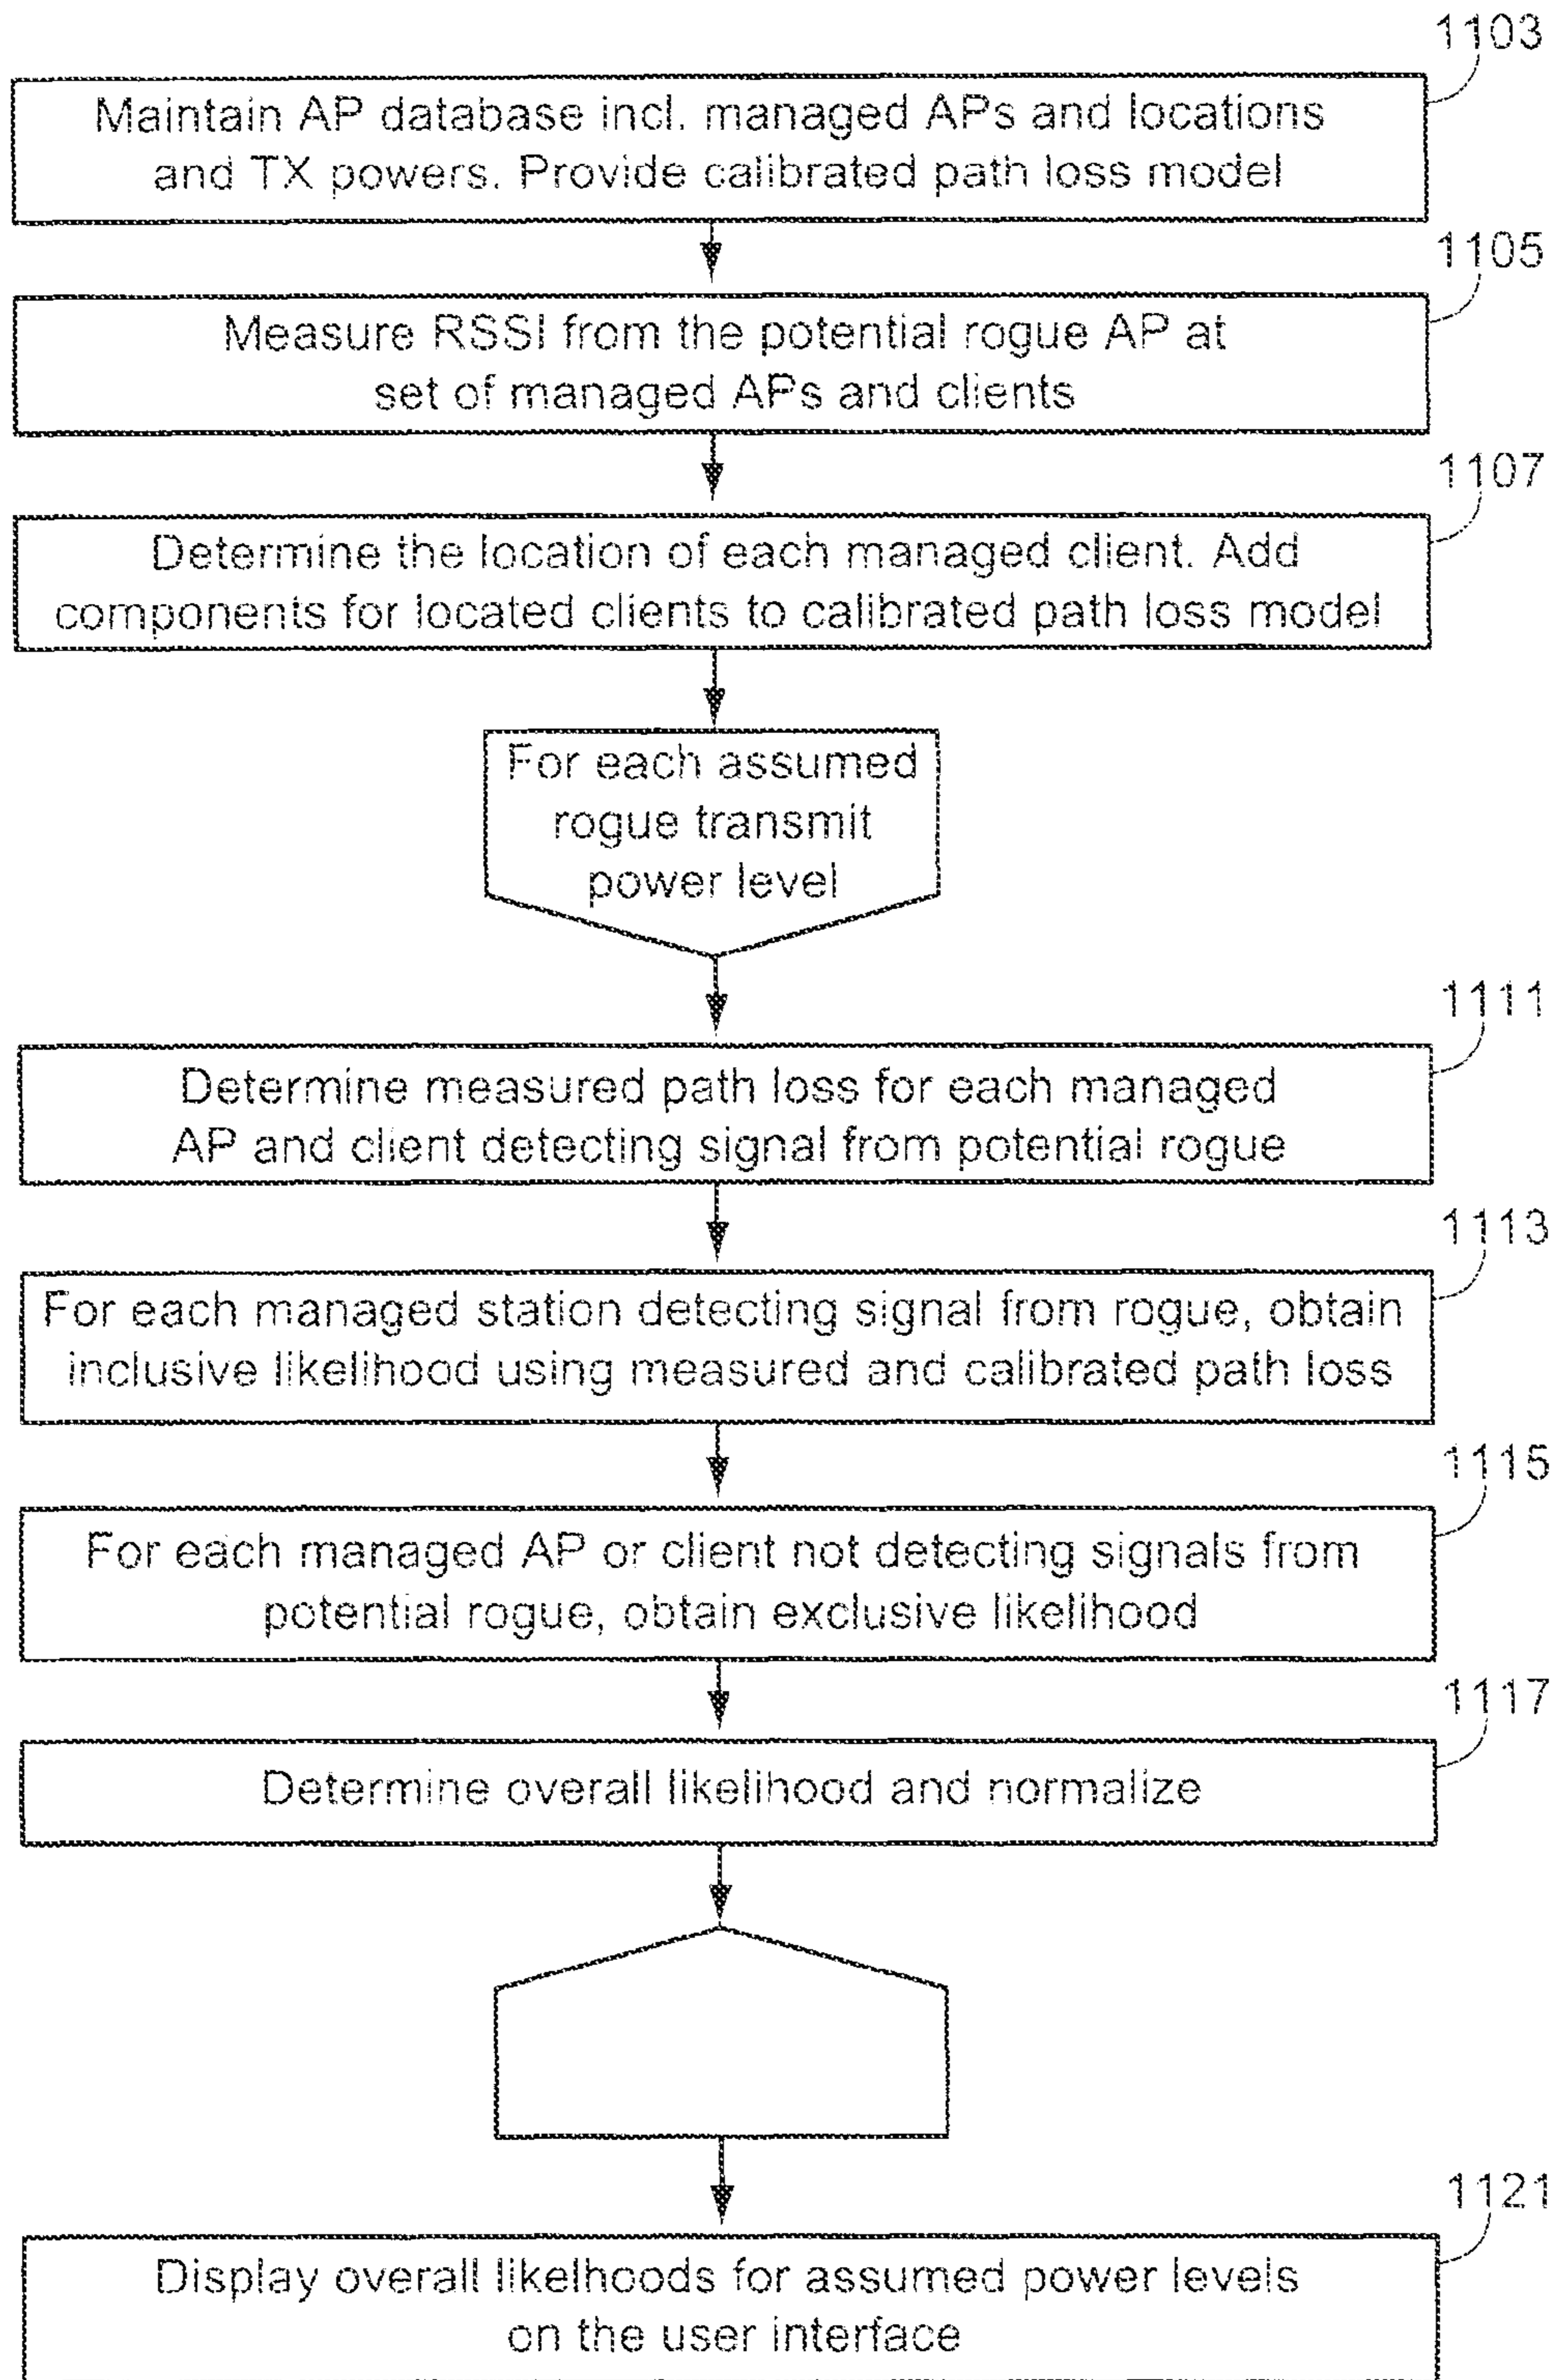 1103
Maintain AP database incl. managed APs and locations
and TX powers. Provide calibrated path loss model
1105
Measure RSSI from the potential rogue AP at
set of managed APs and clients
1107
Determine the location of each managed client. Add
components for located clients to calibrated path loss model
For each assumed
rogue transmit
power level
1111
Determine measured path loss for each managed
AP and client detecting signal from potential rogue
1113
For each managed station detecting signal from rogue, obtain
inclusive likelihood using measured and calibrated path loss
1115
For each managed AP or client not detecting signals from
potential rogue, obtain exclusive likelihood
1117
Determine overall likelihood and normalize
1121
Display overall likelhoods for assumed power levels
on the user interface